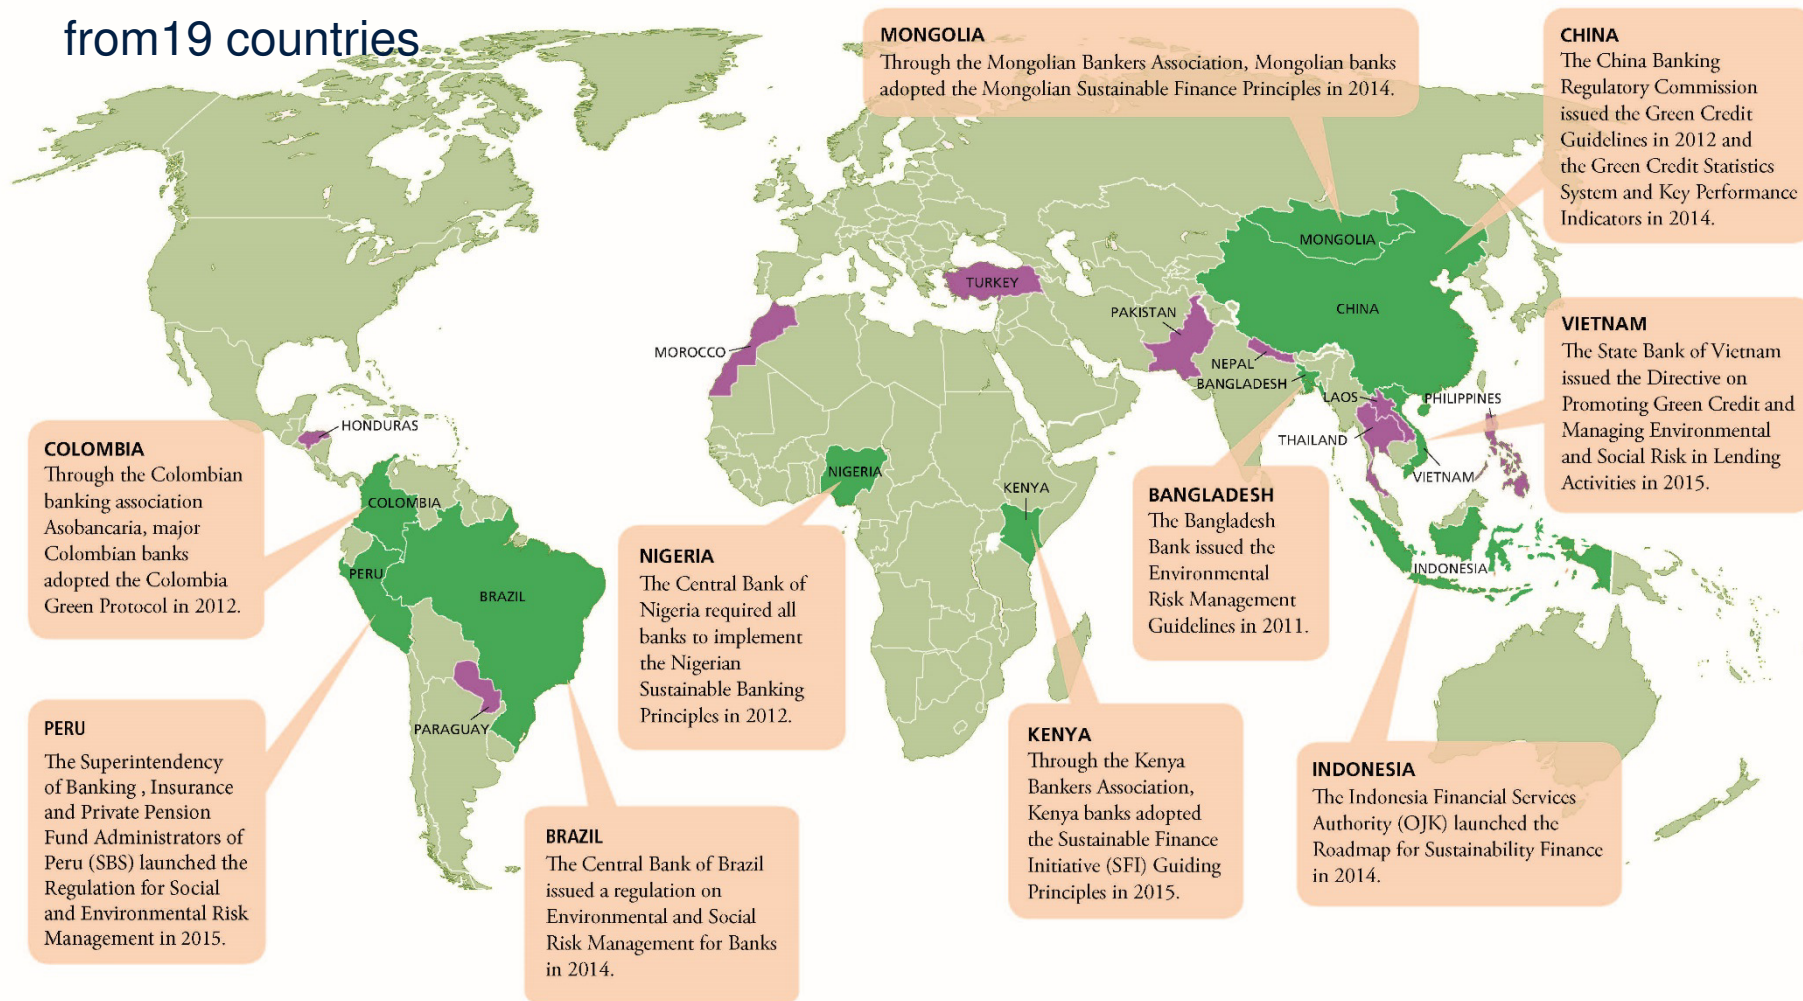 from19 countries
MONGOLIA
Through the Mongolian Bankers Association, Mongolian banks
adopted the Mongolian Sustainable Finance Principles in 2014.
CHINA
The China Banking
Regulatory Commission
issued the Green Credit
Guidelines in 2012 and
the Green Credit Statistics
System and Key Performance
Indicators in 2014.
MONGOLIA
CHINA
TURKEY
PAKISTAN
MOROCCO
NEPAL
BANGLADESH
LAOS
PHILIPPINES
THAILAND
VIETNAM
HONDURAS
COLOMBIA
NIGERIA
KENYA
PERU
BRAZIL
INDONESIA
PARAGUAY
VIETNAM
The State Bank of Vietnam
issued the Directive on
Promoting Green Credit and
Managing Environmental
and Social Risk in Lending
Activities in 2015.
COLOMBIA
Through the Colombian
banking association
Asobancaria, major
Colombian banks
adopted the Colombia
Green Protocol in 2012.
NIGERIA
The Central Bank of
Nigeria required all
banks to implement
the Nigerian
Sustainable Banking
Principles in 2012.
BANGLADESH
The Bangladesh
Bank issued the
Environmental
Risk Management
Guidelines in 2011.
PERU
The Superintendency
of Banking , Insurance
and Private Pension
Fund Administrators of
Peru (SBS) launched the
Regulation for Social
and Environmental Risk
Management in 2015.
BRAZIL
The Central Bank of Brazil
issued a regulation on
Environmental and Social
Risk Management for Banks
in 2014.
KENYA
Through the Kenya
Bankers Association,
Kenya banks adopted
the Sustainable Finance
Initiative (SFI) Guiding
Principles in 2015.
INDONESIA
The Indonesia Financial Services
Authority (OJK) launched the
Roadmap for Sustainability Finance
in 2014.